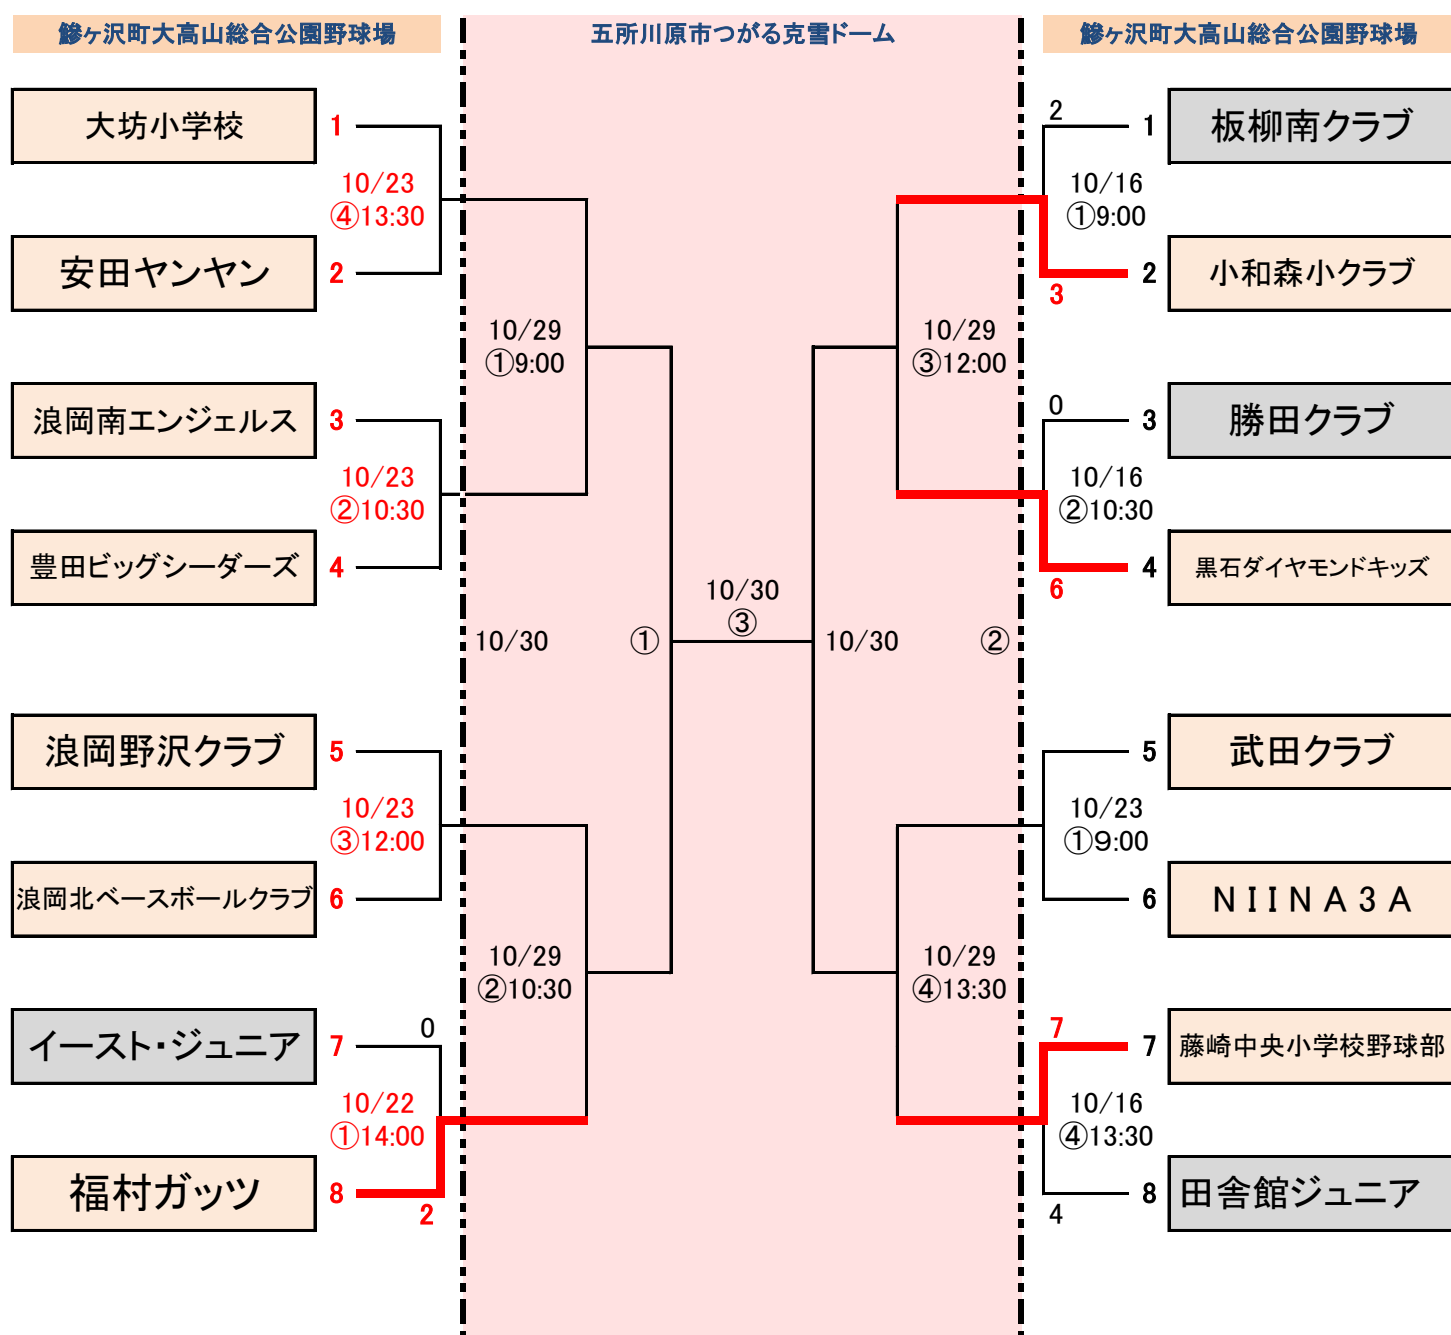 鰺ヶ沢町大高山総合公園野球場
五所川原市つがる克雪ドーム
鰺ヶ沢町大高山総合公園野球場
大坊小学校
1
10/23
④13:30
安田ヤンヤン
2
10/29
①9:00
浪岡南エンジェルス
3
10/23
②10:30
豊田ビッグシーダーズ
4
10/30
①
浪岡野沢クラブ
5
10/23
③12:00
浪岡北ベースボールクラブ
6
10/29
②10:30
イースト・ジュニア
7
0
10/22
①14:00
福村ガッツ
8
2
10/30
③
2
1
板柳南クラブ
10/16
①9:00
3
2
小和森小クラブ
10/29
③12:00
0
3
勝田クラブ
10/16
②10:30
6
4
黒石ダイヤモンドキッズ
10/30
②
5
武田クラブ
10/23
①9:00
6
ＮＩＩＮＡ３Ａ
10/29
④13:30
7
7
藤崎中央小学校野球部
10/16
④13:30
4
8
田舎館ジュニア